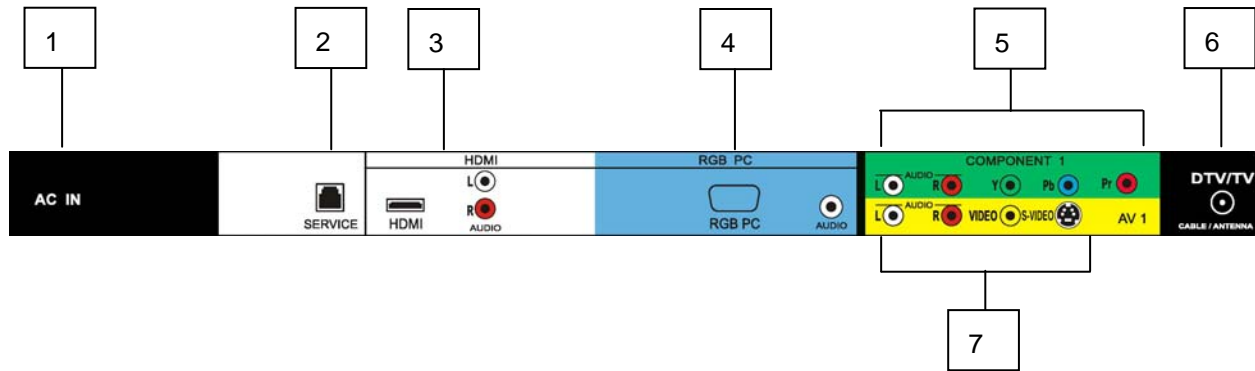 1
2
3
4
5
6
AC IN
SERVICE
HDMI
HDMI
L
R
AUDIO
RGB PC
RGB PC
AUDIO
COMPONENT 1
L AUDIO R Y Pb Pr
L AUDIO R VIDEO S-VIDEO AV 1
DTV/TV
CABLE / ANTENNA
7